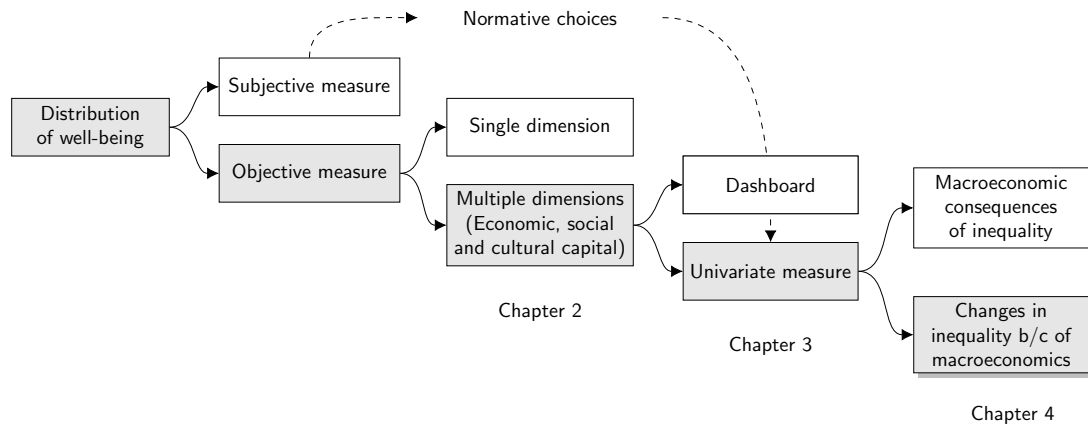 Normative choices
Subjective measure
Distribution
of well-being
Objective measure
Single dimension
Multiple dimensions
(Economic, social
and cultural capital)
Chapter 2
Dashboard
Univariate measure
Chapter 3
Macroeconomic
consequences
of inequality
Changes in
inequality b/c of
macroeconomics
Chapter 4